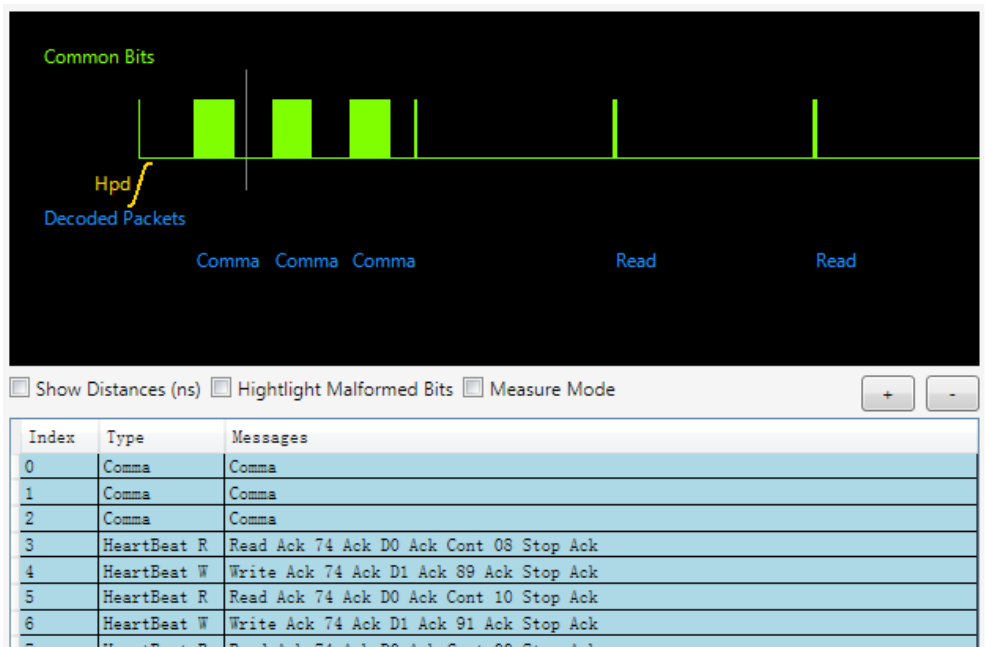 Common Bits
Hpd
Decoded Packets
Comma Comma Comma Read Read
Show Distances (ns) Hightlight Malformed Bits Measure Mode + -
Index Type Messages
0 Comma Comma
1 Comma Comma
2 Comma Comma
3 HeartBeat R Read Ack 74 Ack D0 Ack Cont 08 Stop Ack
4 HeartBeat W Write Ack 74 Ack D1 Ack 89 Ack Stop Ack
5 HeartBeat R Read Ack 74 Ack D0 Ack Cont 10 Stop Ack
6 HeartBeat W Write Ack 74 Ack D1 Ack 91 Ack Stop Ack